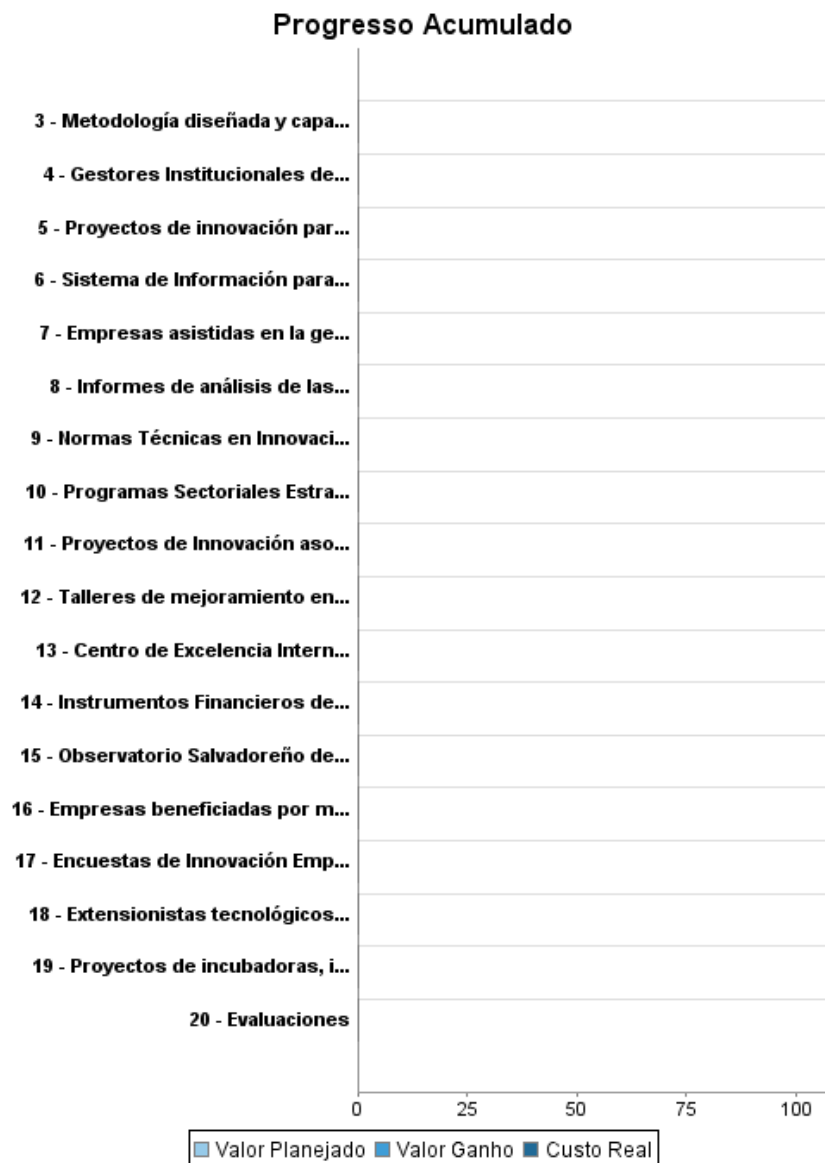 Progresso Acumulado
3 - Metodología diseñada y capa...
4 - Gestores Institucionales de...
5 - Proyectos de innovación par...
6 - Sistema de Información para...
7 - Empresas asistidas en la ge...
8 - Informes de análisis de las...
9 - Normas Técnicas en Innovaci...
10 - Programas Sectoriales Estra...
11 - Proyectos de Innovación aso...
12 - Talleres de mejoramiento en...
13 - Centro de Excelencia Intern...
14 - Instrumentos Financieros de...
15 - Observatorio Salvadoreño de...
16 - Empresas beneficiadas por m...
17 - Encuestas de Innovación Emp...
18 - Extensionistas tecnológicos...
19 - Proyectos de incubadoras, i...
20 - Evaluaciones
0 25 50 75 100
Valor Planejado Valor Ganho Custo Real